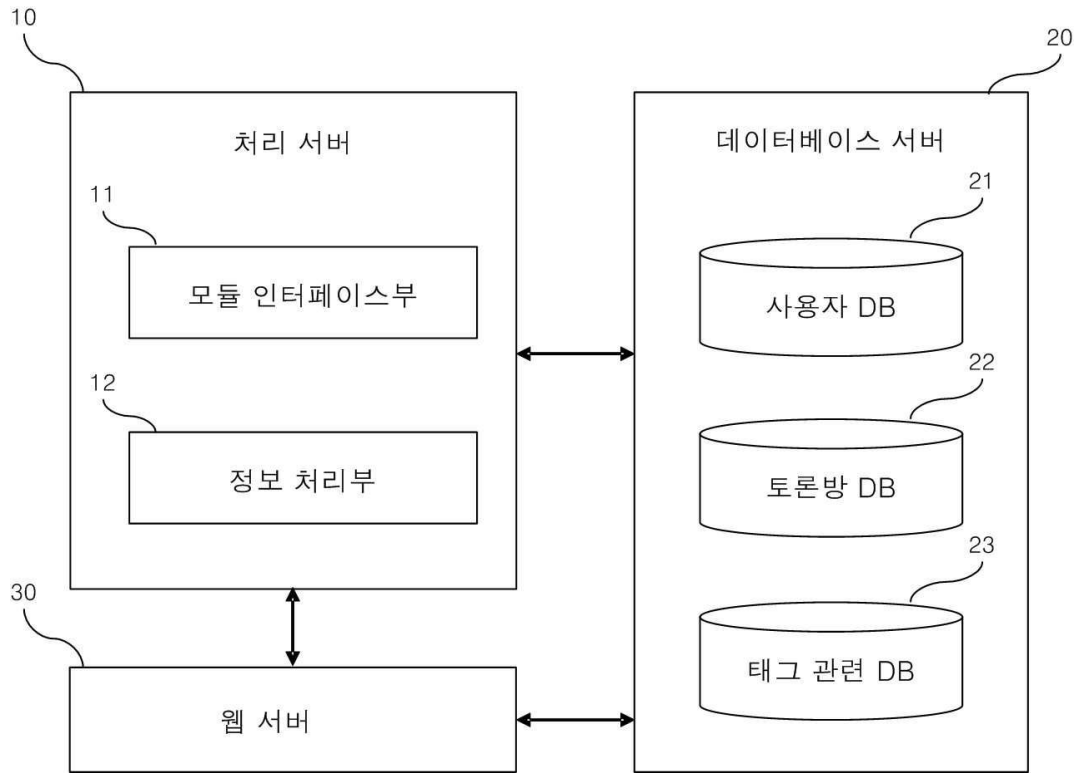 10
20
처리 서버
데이터베이스 서버
11
21
모듈 인터페이스부
사용자 DB
12
22
정보 처리부
토론방 DB
30
23
웹 서버
태그 관련 DB